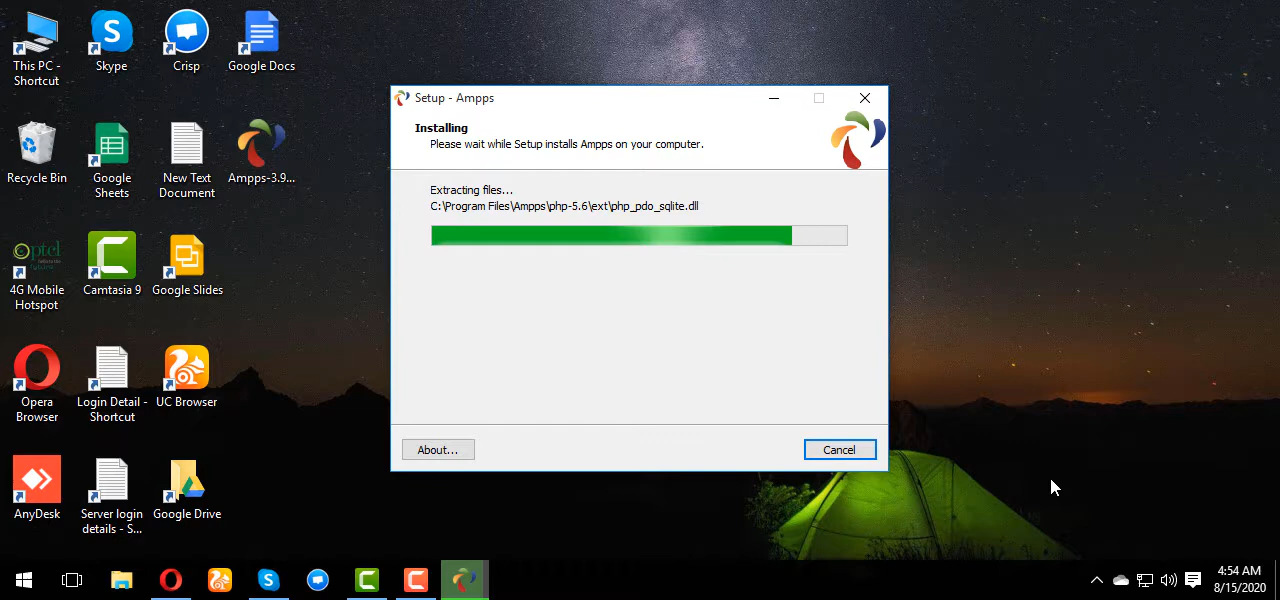 This PC -
Shortcut
Skype
Crisp
Google Docs
Recycle Bin
Google
Sheets
New Text
Document
Ampps-3.9...
4G Mobile
Hotspot
Camtasia 9
Google Slides
Opera
Browser
Login Detail -
Shortcut
UC Browser
AnyDesk
Server login
details - S...
Google Drive
Setup - Ampps
Installing
Please wait while Setup installs Ampps on your computer.
Extracting files...
C:\Program Files\Ampps\php-5.6\ext\php_pdo_sqlite.dll
About...
Cancel
4:54 AM
8/15/2020